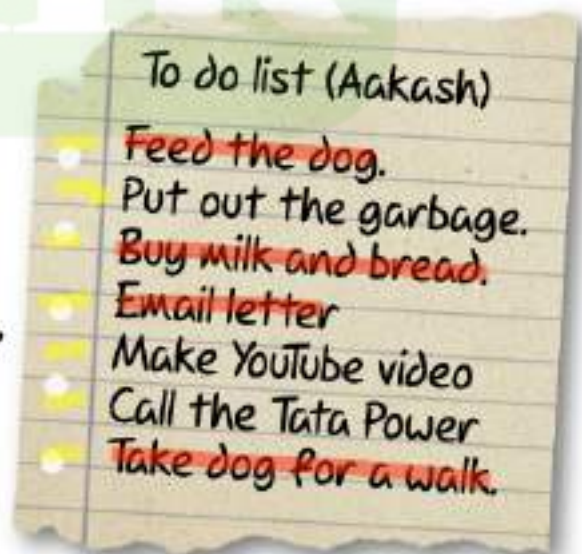 To do list (Aakash)
Feed the dog.
Put out the garbage.
Buy milk and bread.
Email letter
Make YouTube video
Call the Tata Power
Take dog for a walk.